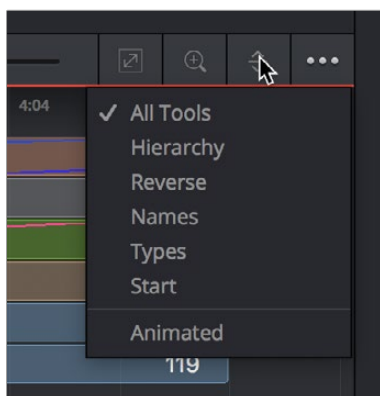 4:04
All Tools
Hierarchy
Reverse
Names
Types
Start
Animated
119